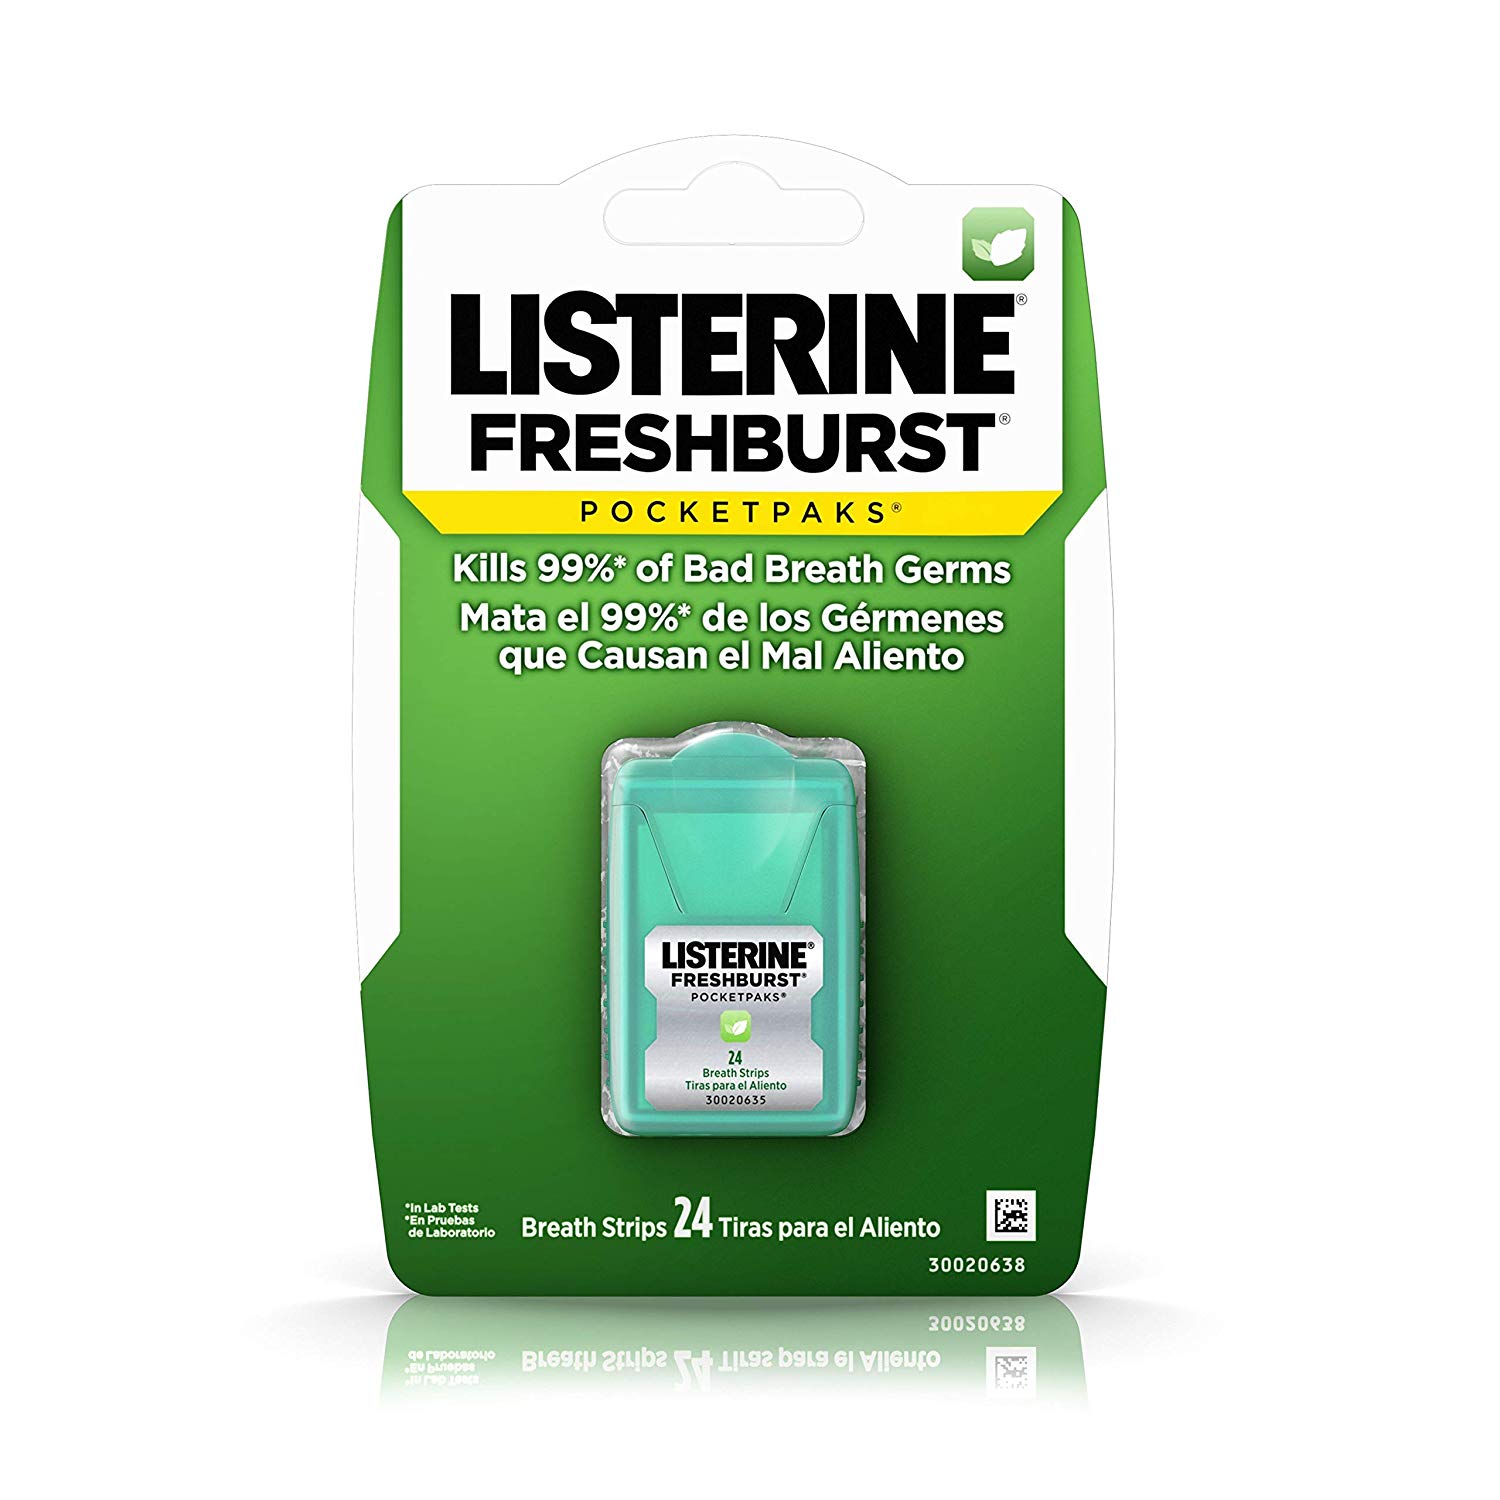 LISTERINE®
FRESHBURST®
POCKETPAKS®
Kills 99%* of Bad Breath Germs
Mata el 99%* de los Gérmenes
que Causan el Mal Aliento
LISTERINE®
FRESHBURST®
POCKETPAKS®
24
Breath Strips
Tiras para el Aliento
30020635
*In Lab Tests
*En Pruebas
de Laboratorio
Breath Strips 24 Tiras para el Aliento
30020638